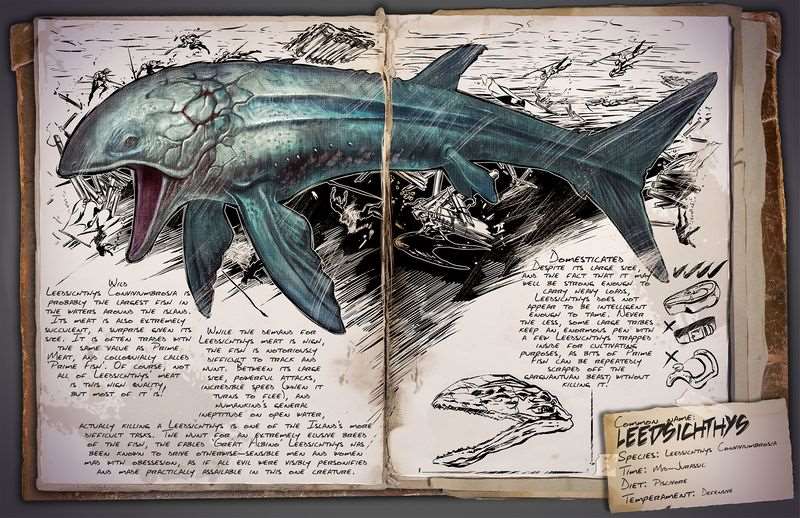 Wild
Leedsichthys Conviviumbrosia is
probably the largest fish in
the waters around the island.
Its meat is also extremely
succulent, a surprise given its
size. It is often traded with
the same value as Prime
Meat, and colloquially called
'Prime Fish'. Of course, not
all of Leedsichthys meat
is this high quality,
but most of it is.
While the demand for
Leedsichthys meat is high,
the fish is notoriously
difficult to track and
hunt. Between its large
size, powerful attacks,
incredible speed (when it
turns to flee), and
humankind's general
ineptitude on open water,
actually killing a Leedsichthys is one of the Island's more
difficult tasks. The hunt for an extremely elusive breed
of the fish, the fabled 'Great Albino' Leedsichthys has
been known to drive otherwise-sensible men and women
mad with obsession, as if all evil were visibly personified
and made practically assailable in this one creature.
Domesticated
Despite its large size,
and the fact that it may
well be strong enough to
carry heavy loads,
Leedsichthys does not
appear to be intelligent
enough to tame. Never
the less, some large tribes
keep an enormous pen with
a few Leedsichthys trapped
inside for cultivating
purposes, as bits of Prime
Fish can be repeatedly
scraped off the
gargantuan beast without
killing it.
Common name:
Leedsichthys
Species: Leedsichthys Conviviumbrosia
Time: Mid-Jurassic
Diet: Piscivore
Temperament: Defensive